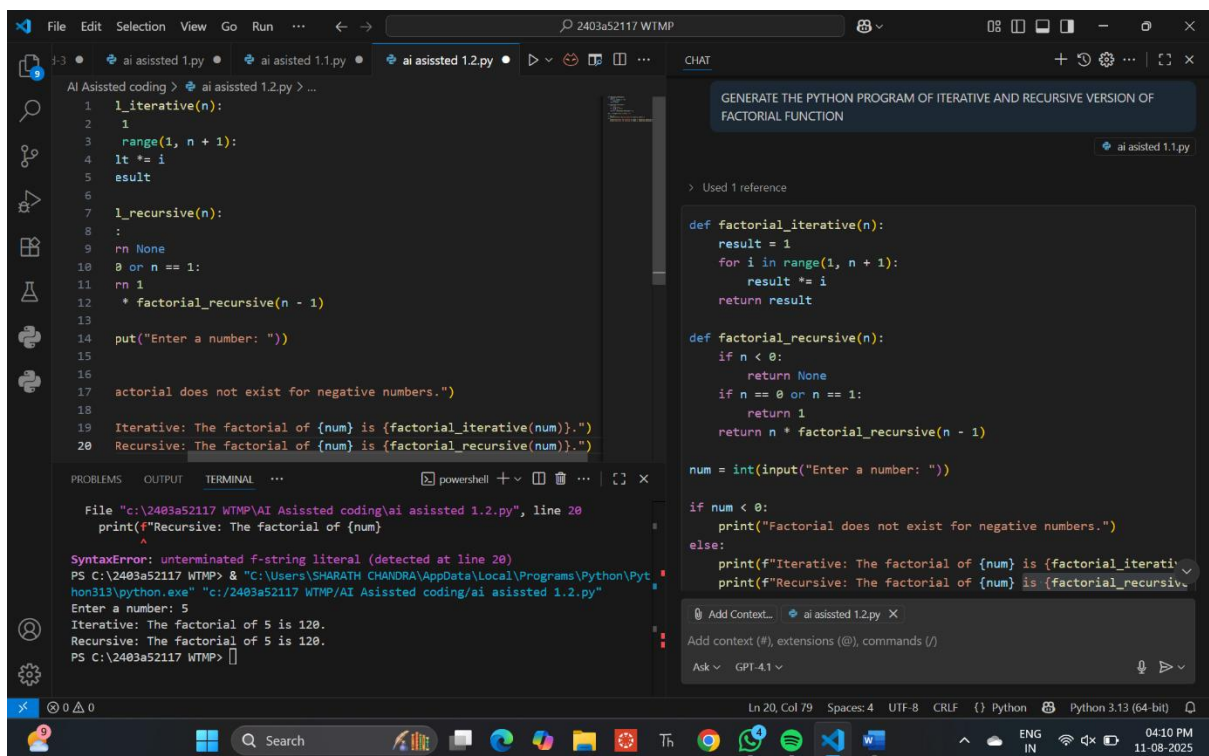 File Edit Selection View Go Run ··· 2403a52117 WTMP
d-3 ai asissted 1.py ai asisted 1.1.py ai asissted 1.2.py ···
AI Asissted coding > ai asissted 1.2.py > ...
1 l_iterative(n):
2 1
3 range(1, n + 1):
4 lt *= i
5 esult
6
7 l_recursive(n):
8 :
9 rn None
10 0 or n == 1:
11 rn 1
12 * factorial_recursive(n - 1)
13
14 put("Enter a number: "))
15
16
17 actorial does not exist for negative numbers.")
18
19 Iterative: The factorial of {num} is {factorial_iterative(num)}.")
20 Recursive: The factorial of {num} is {factorial_recursive(num)}.")
PROBLEMS OUTPUT TERMINAL ··· powershell
File "c:\2403a52117 WTMP\AI Asissted coding\ai asissted 1.2.py", line 20
print(f"Recursive: The factorial of {num}
^
SyntaxError: unterminated f-string literal (detected at line 20)
PS C:\2403a52117 WTMP> & "C:\Users\SHARATH CHANDRA\AppData\Local\Programs\Python\Pyt
hon313\python.exe" "c:/2403a52117 WTMP/AI Asissted coding/ai asissted 1.2.py"
Enter a number: 5
Iterative: The factorial of 5 is 120.
Recursive: The factorial of 5 is 120.
PS C:\2403a52117 WTMP>
CHAT
GENERATE THE PYTHON PROGRAM OF ITERATIVE AND RECURSIVE VERSION OF
FACTORIAL FUNCTION
ai asisted 1.1.py
> Used 1 reference
def factorial_iterative(n):
result = 1
for i in range(1, n + 1):
result *= i
return result
def factorial_recursive(n):
if n < 0:
return None
if n == 0 or n == 1:
return 1
return n * factorial_recursive(n - 1)
num = int(input("Enter a number: "))
if num < 0:
print("Factorial does not exist for negative numbers.")
else:
print(f"Iterative: The factorial of {num} is {factorial_iterati
print(f"Recursive: The factorial of {num} is {factorial_recursive
Add Context... ai asissted 1.2.py
Add context (#), extensions (@), commands (/)
Ask GPT-4.1
0 0 Ln 20, Col 79 Spaces: 4 UTF-8 CRLF {} Python Python 3.13 (64-bit)
9 Search ENG
IN
04:10 PM
11-08-2025